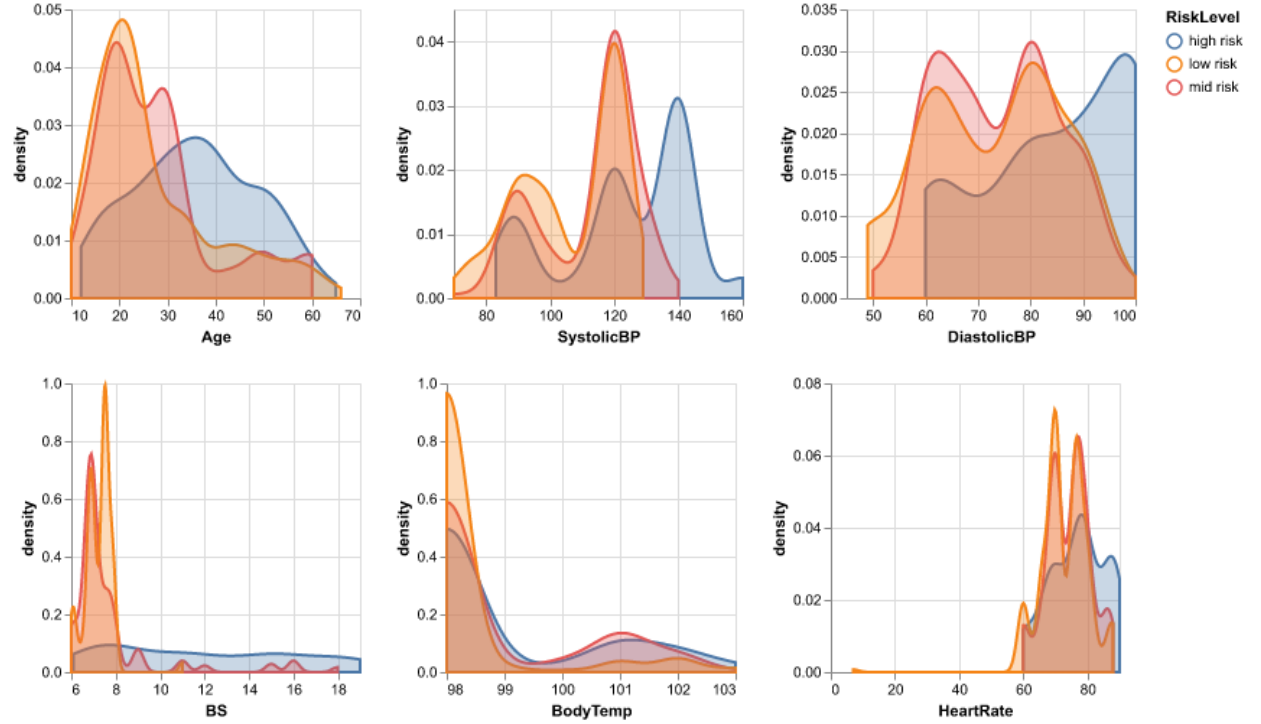 0.05
0.04
0.03
0.02
0.01
0.00
density
10 20 30 40 50 60 70
Age
0.04
0.03
0.02
0.01
0.00
density
80 100 120 140 160
SystolicBP
0.035
0.030
0.025
0.020
0.015
0.010
0.005
0.000
density
50 60 70 80 90 100
DiastolicBP
RiskLevel
high risk
low risk
mid risk
1.0
0.8
0.6
0.4
0.2
0.0
density
6 8 10 12 14 16 18
BS
1.0
0.8
0.6
0.4
0.2
0.0
density
98 99 100 101 102 103
BodyTemp
0.08
0.06
0.04
0.02
0.00
density
0 20 40 60 80
HeartRate